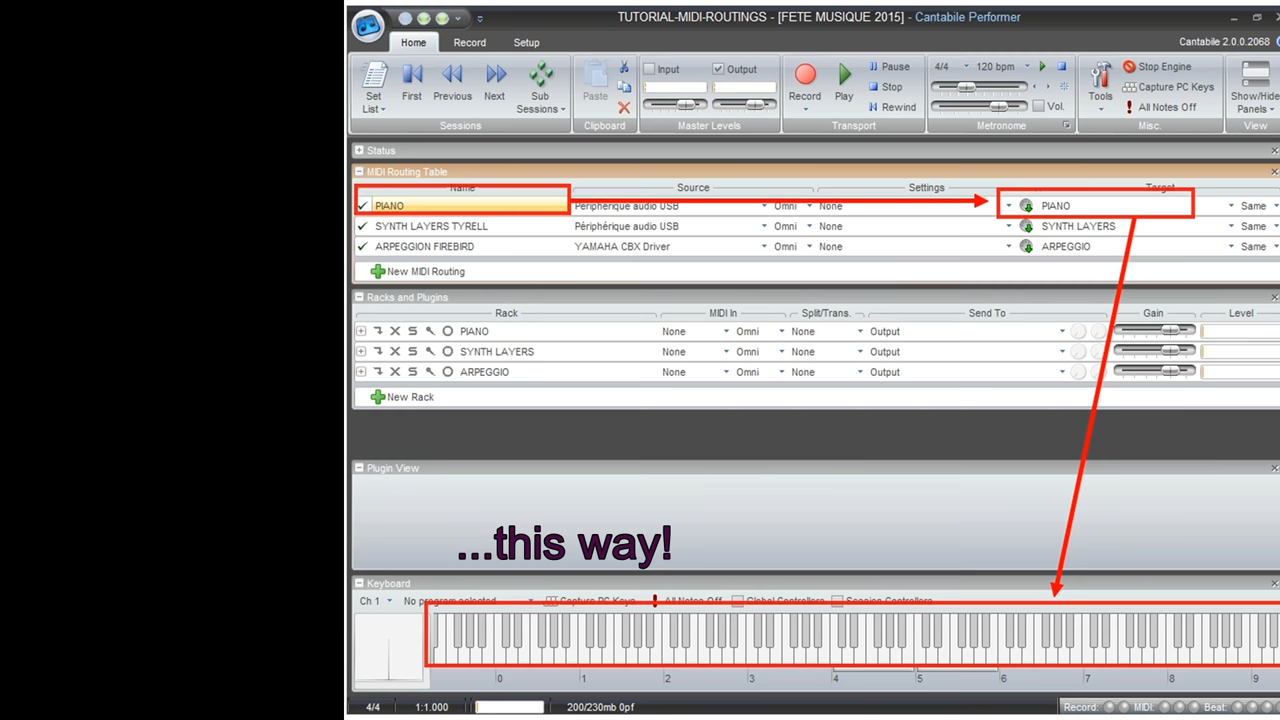 TUTORIAL-MIDI-ROUTINGS - [FETE MUSIQUE 2015] - Cantabile Performer
Home Record Setup
Cantabile 2.0.0.2068
Set List First Previous Next Sub Sessions
Sessions
Paste
Clipboard
Input Output
Master Levels
Record Play Pause Stop Rewind
Transport
4/4 120 bpm
Vol.
Metronome
Tools Stop Engine Capture PC Keys All Notes Off
Misc.
Show/Hide Panels
View
Status
MIDI Routing Table
Name Source Settings Target
PIANO Périphérique audio USB Omni None PIANO Same
SYNTH LAYERS TYRELL Périphérique audio USB Omni None SYNTH LAYERS Same
ARPEGGION FIREBIRD YAMAHA CBX Driver Omni None ARPEGGIO Same
New MIDI Routing
Racks and Plugins
Rack MIDI In Split/Trans. Send To Gain Level
PIANO None Omni None Output
SYNTH LAYERS None Omni None Output
ARPEGGIO None Omni None Output
New Rack
Plugin View
...this way!
Keyboard
Ch 1 No program selected Capture PC Keys All Notes Off Global Controllers Session Controllers
0 1 2 3 4 5 6 7 8 9
4/4 1:1.000 200/230mb 0pf Record: MIDI: Beat: